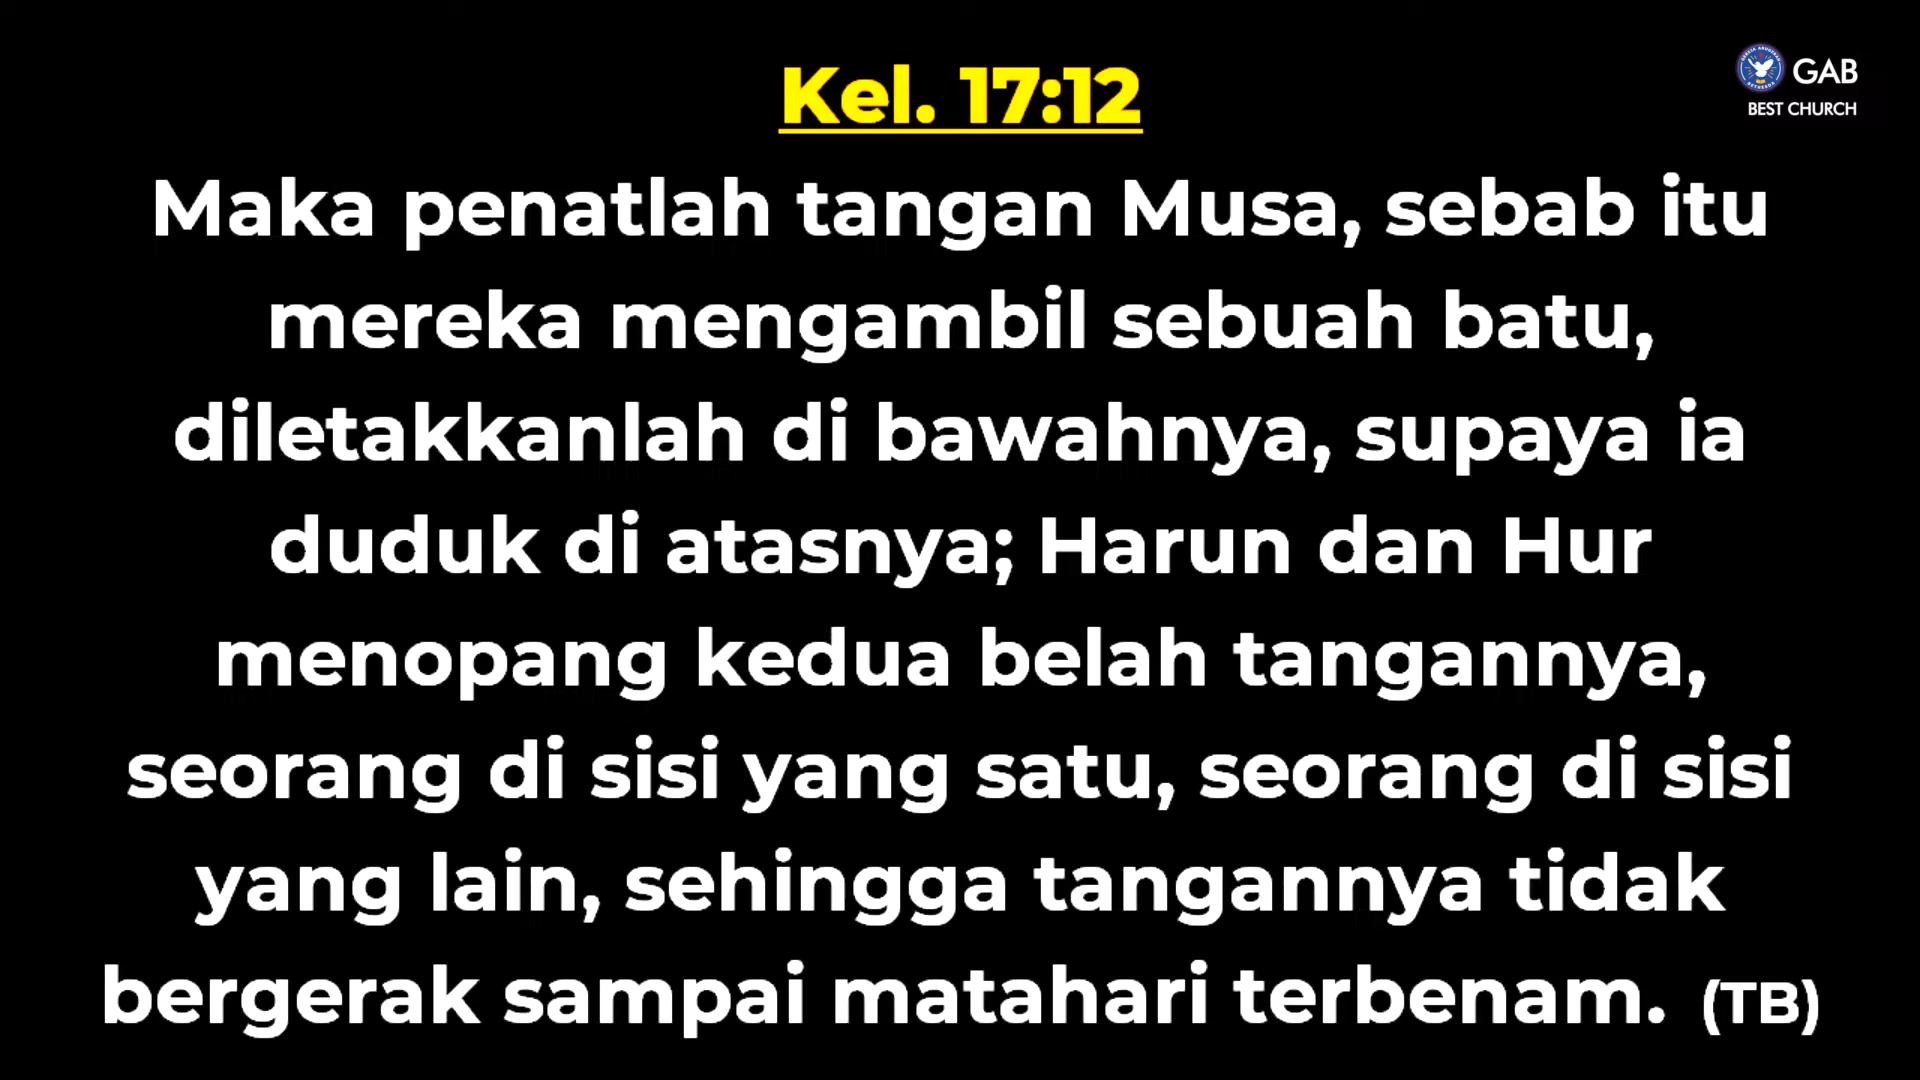 Kel. 17:12
GAB
BEST CHURCH
Maka penatlah tangan Musa, sebab itu
mereka mengambil sebuah batu,
diletakkanlah di bawahnya, supaya ia
duduk di atasnya; Harun dan Hur
menopang kedua belah tangannya,
seorang di sisi yang satu, seorang di sisi
yang lain, sehingga tangannya tidak
bergerak sampai matahari terbenam. (TB)